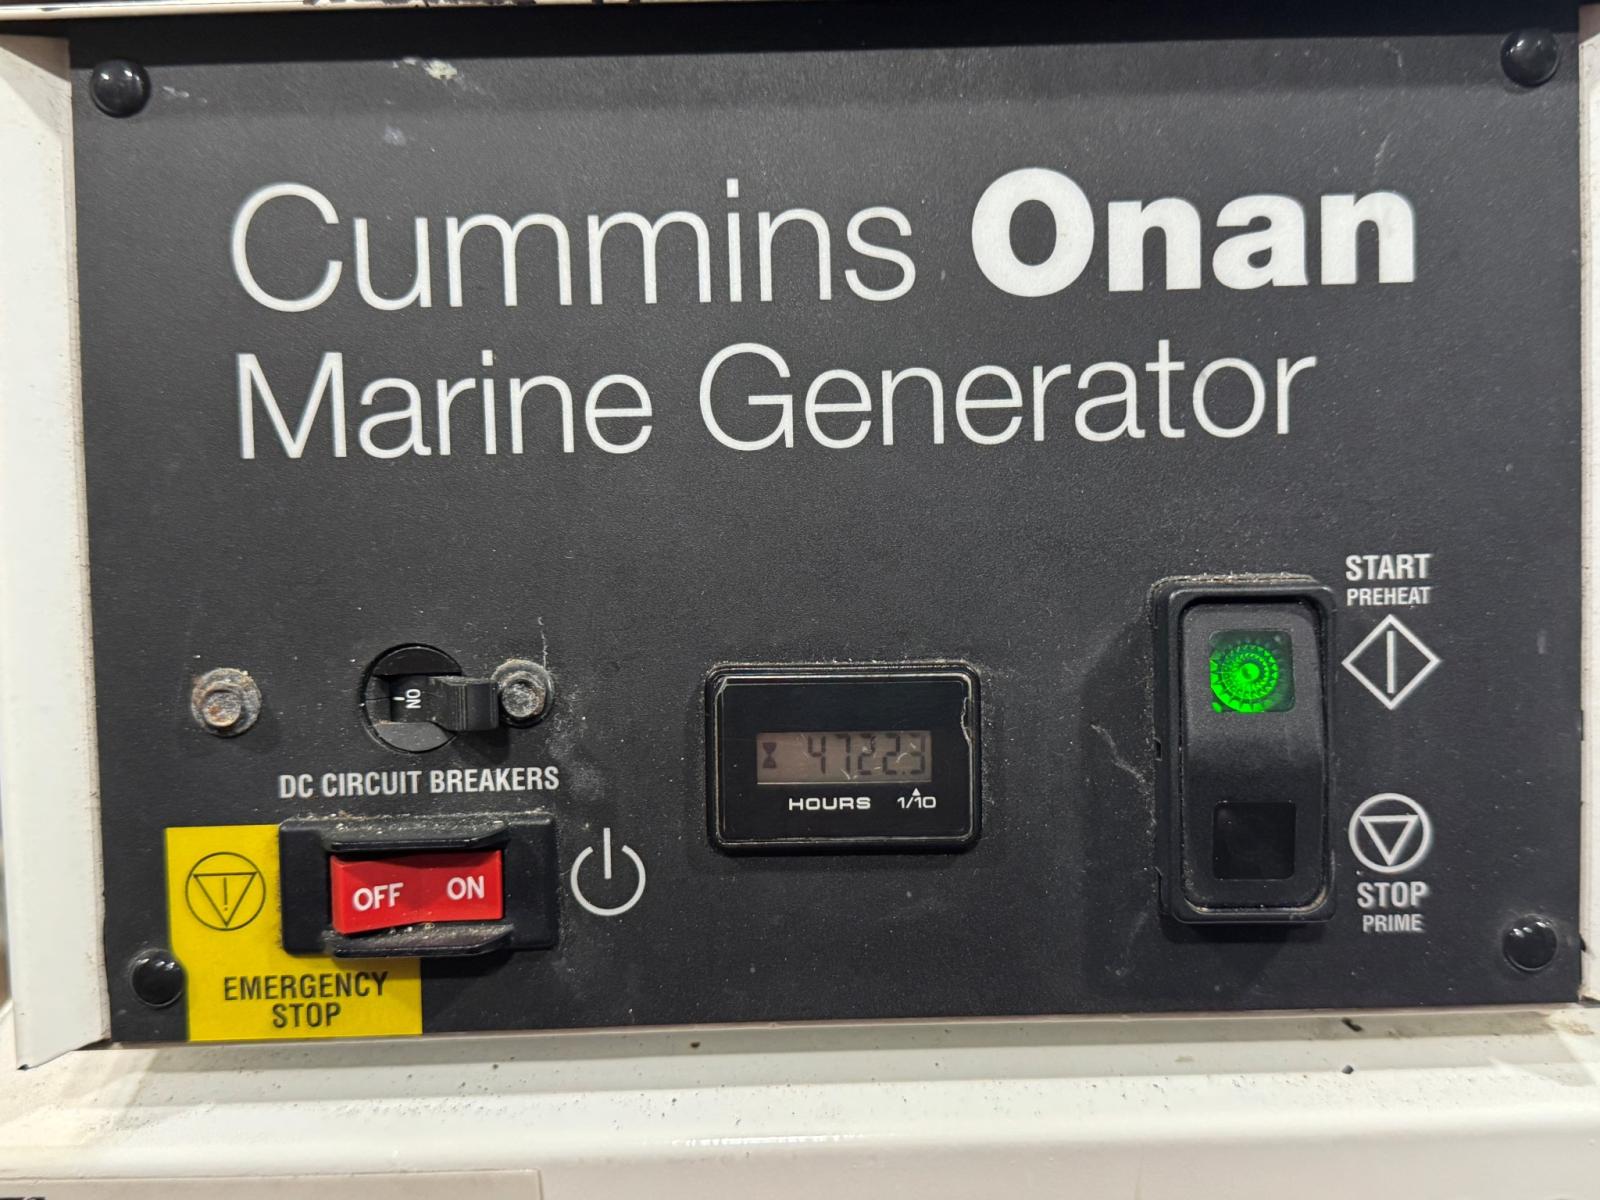 Cummins Onan
Marine Generator
START
PREHEAT
ON
DC CIRCUIT BREAKERS
4722.3
HOURS 1/10
OFF ON
STOP
PRIME
EMERGENCY
STOP